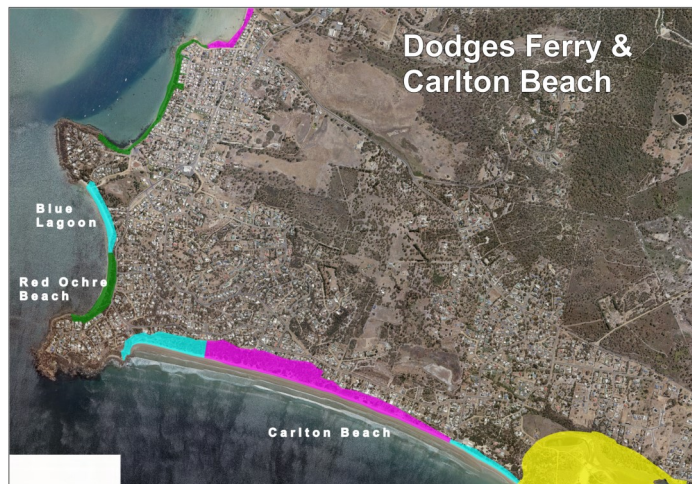 Dodges Ferry &
Carlton Beach
Blue
Lagoon
Red Ochre
Beach
Carlton Beach